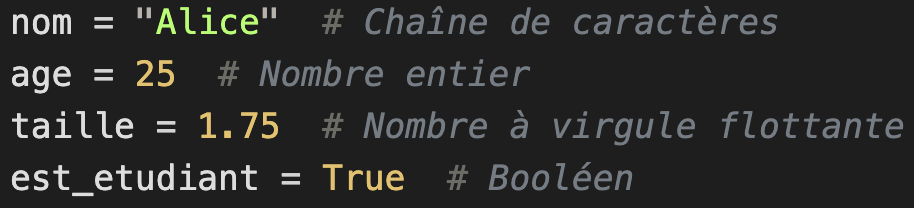 nom = "Alice"  # Chaîne de caractères
age = 25  # Nombre entier
taille = 1.75  # Nombre à virgule flottante
est_etudiant = True  # Booléen